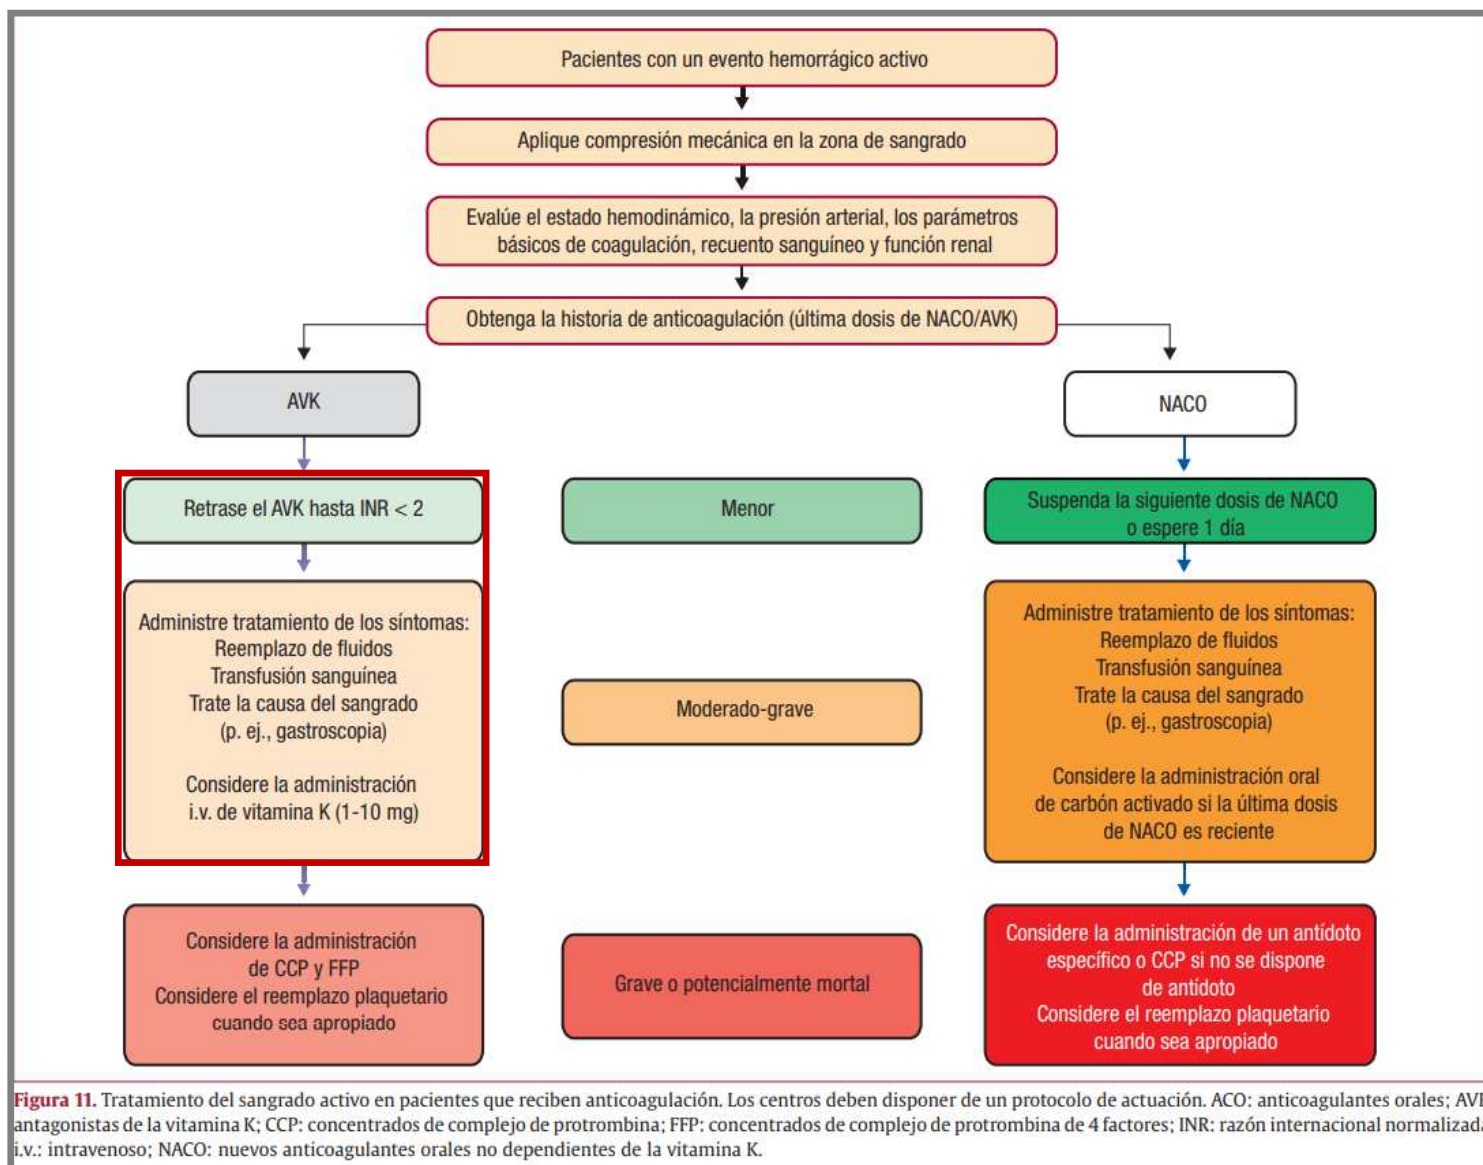 Pacientes con un evento hemorrágico activo
Aplique compresión mecánica en la zona de sangrado
Evalúe el estado hemodinámico, la presión arterial, los parámetros
básicos de coagulación, recuento sanguíneo y función renal
Obtenga la historia de anticoagulación (última dosis de NACO/AVK)
AVK
NACO
Retrase el AVK hasta INR < 2
Menor
Suspenda la siguiente dosis de NACO
o espere 1 día
Administre tratamiento de los síntomas:
Reemplazo de fluidos
Transfusión sanguínea
Trate la causa del sangrado
(p. ej., gastroscopia)
Considere la administración
i.v. de vitamina K (1-10 mg)
Moderado-grave
Administre tratamiento de los síntomas:
Reemplazo de fluidos
Transfusión sanguínea
Trate la causa del sangrado
(p. ej., gastroscopia)
Considere la administración oral
de carbón activado si la última dosis
de NACO es reciente
Considere la administración
de CCP y FFP
Considere el reemplazo plaquetario
cuando sea apropiado
Grave o potencialmente mortal
Considere la administración de un antídoto
específico o CCP si no se dispone
de antídoto
Considere el reemplazo plaquetario
cuando sea apropiado
Figura 11. Tratamiento del sangrado activo en pacientes que reciben anticoagulación. Los centros deben disponer de un protocolo de actuación. ACO: anticoagulantes orales;
antagonistas de la vitamina K; CCP: concentrados de complejo de protrombina; FFP: concentrados de complejo de protrombina de 4 factores; INR: razón internacional
i.v.: intravenoso; NACO: nuevos anticoagulantes orales no dependientes de la vitamina K.